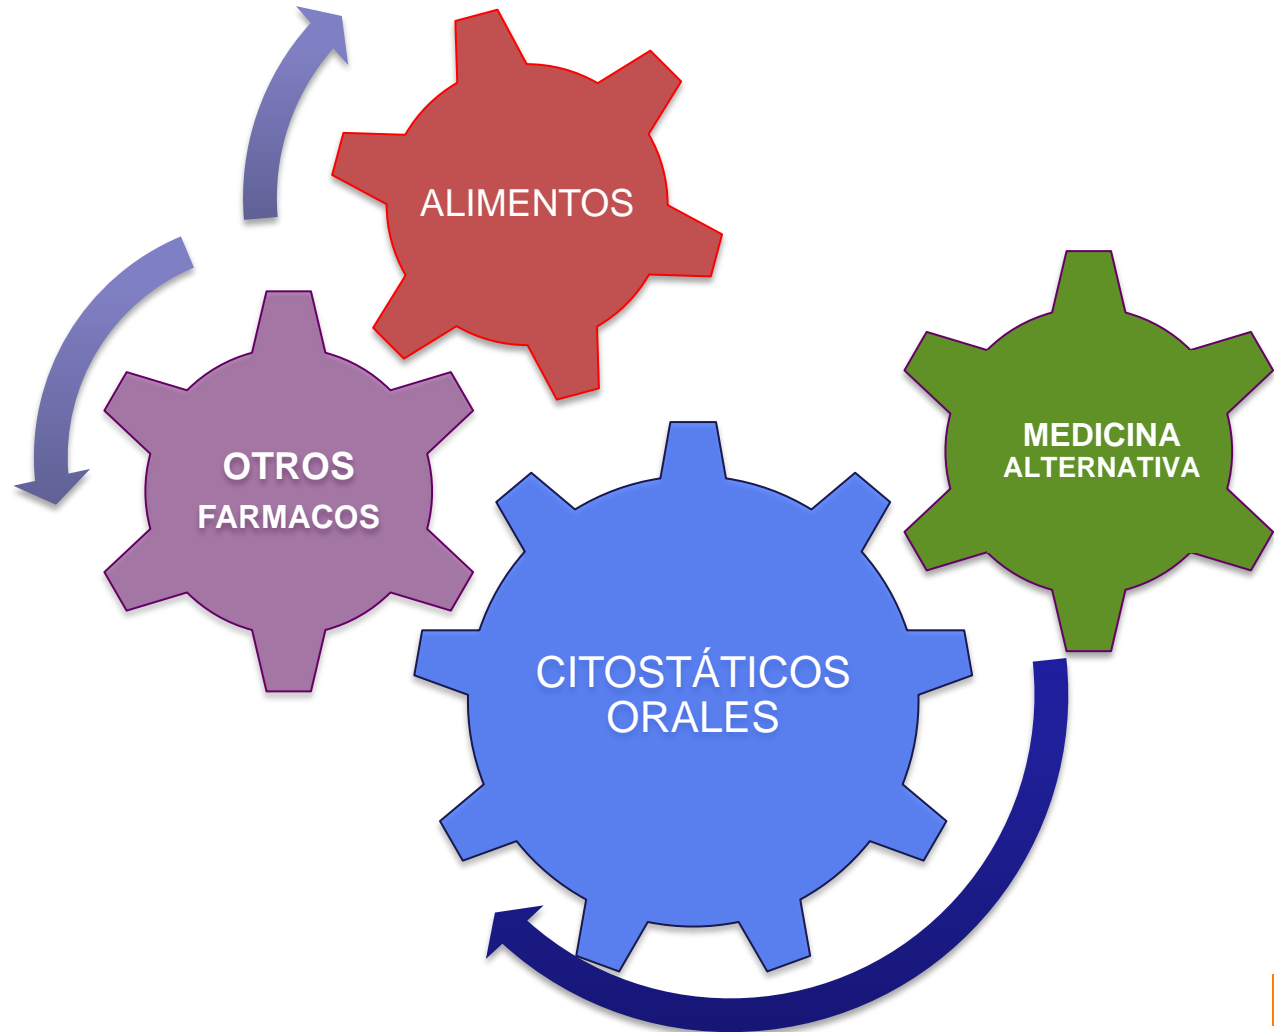 ALIMENTOS
MEDICINA
ALTERNATIVA
OTROS
FARMACOS
CITOSTÁTICOS
ORALES